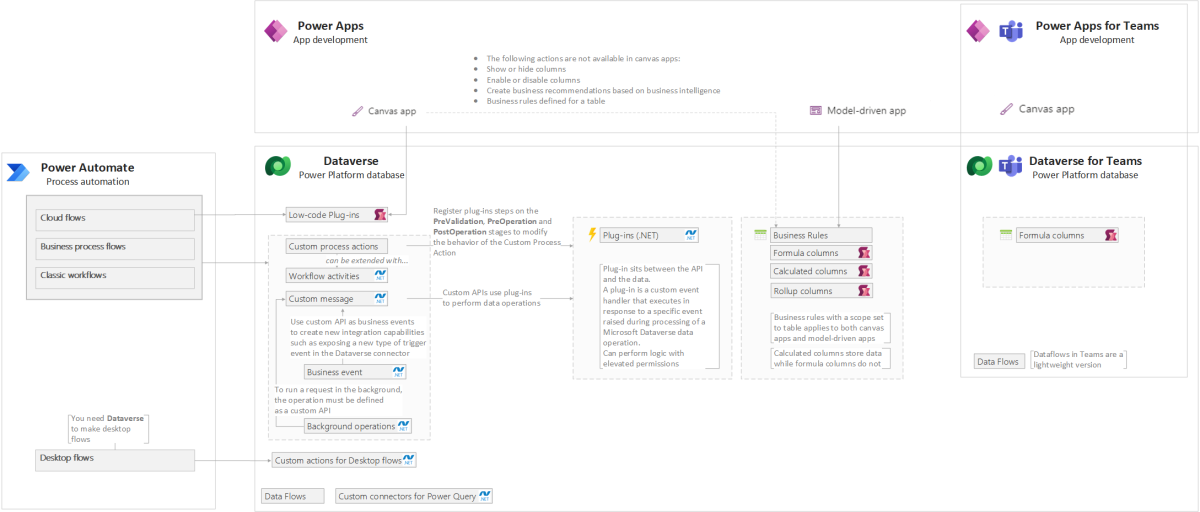 Power Apps
App development
• The following actions are not available in canvas apps:
• Show or hide columns
• Enable or disable columns
• Create business recommendations based on business intelligence
• Business rules defined for a table
Canvas app
Model-driven app
Power Apps for Teams
App development
Canvas app
Power Automate
Process automation
Cloud flows
Business process flows
Classic workflows
You need Dataverse
to make desktop
flows
Desktop flows
Dataverse
Power Platform database
Low-code Plug-ins
Custom process actions
can be extended with...
Workflow activities
.NET
Custom message
.NET
Use custom API as business events
to create new integration capabilities
such as exposing a new type of trigger
event in the Dataverse connector
Business event
.NET
To run a request in the background,
the operation must be defined
as a custom API
Background operations
.NET
Custom actions for Desktop flows
.NET
Data Flows
Custom connectors for Power Query
.NET
Register plug-ins steps on the
PreValidation, PreOperation and
PostOperation stages to modify
the behavior of the Custom Process
Action
Custom APIs use plug-ins
to perform data operations
Plug-ins (.NET)
.NET
Plug-in sits between the API
and the data.
A plug-in is a custom event
handler that executes in
response to a specific event
raised during processing of a
Microsoft Dataverse data
operation.
Can perform logic with
elevated permissions
Business Rules
Formula columns
Calculated columns
Rollup columns
Business rules with a scope set
to table applies to both canvas
apps and model-driven apps
Calculated columns store data
while formula columns do not
Dataverse for Teams
Power Platform database
Formula columns
Data Flows
Dataflows in Teams are a
lightweight version